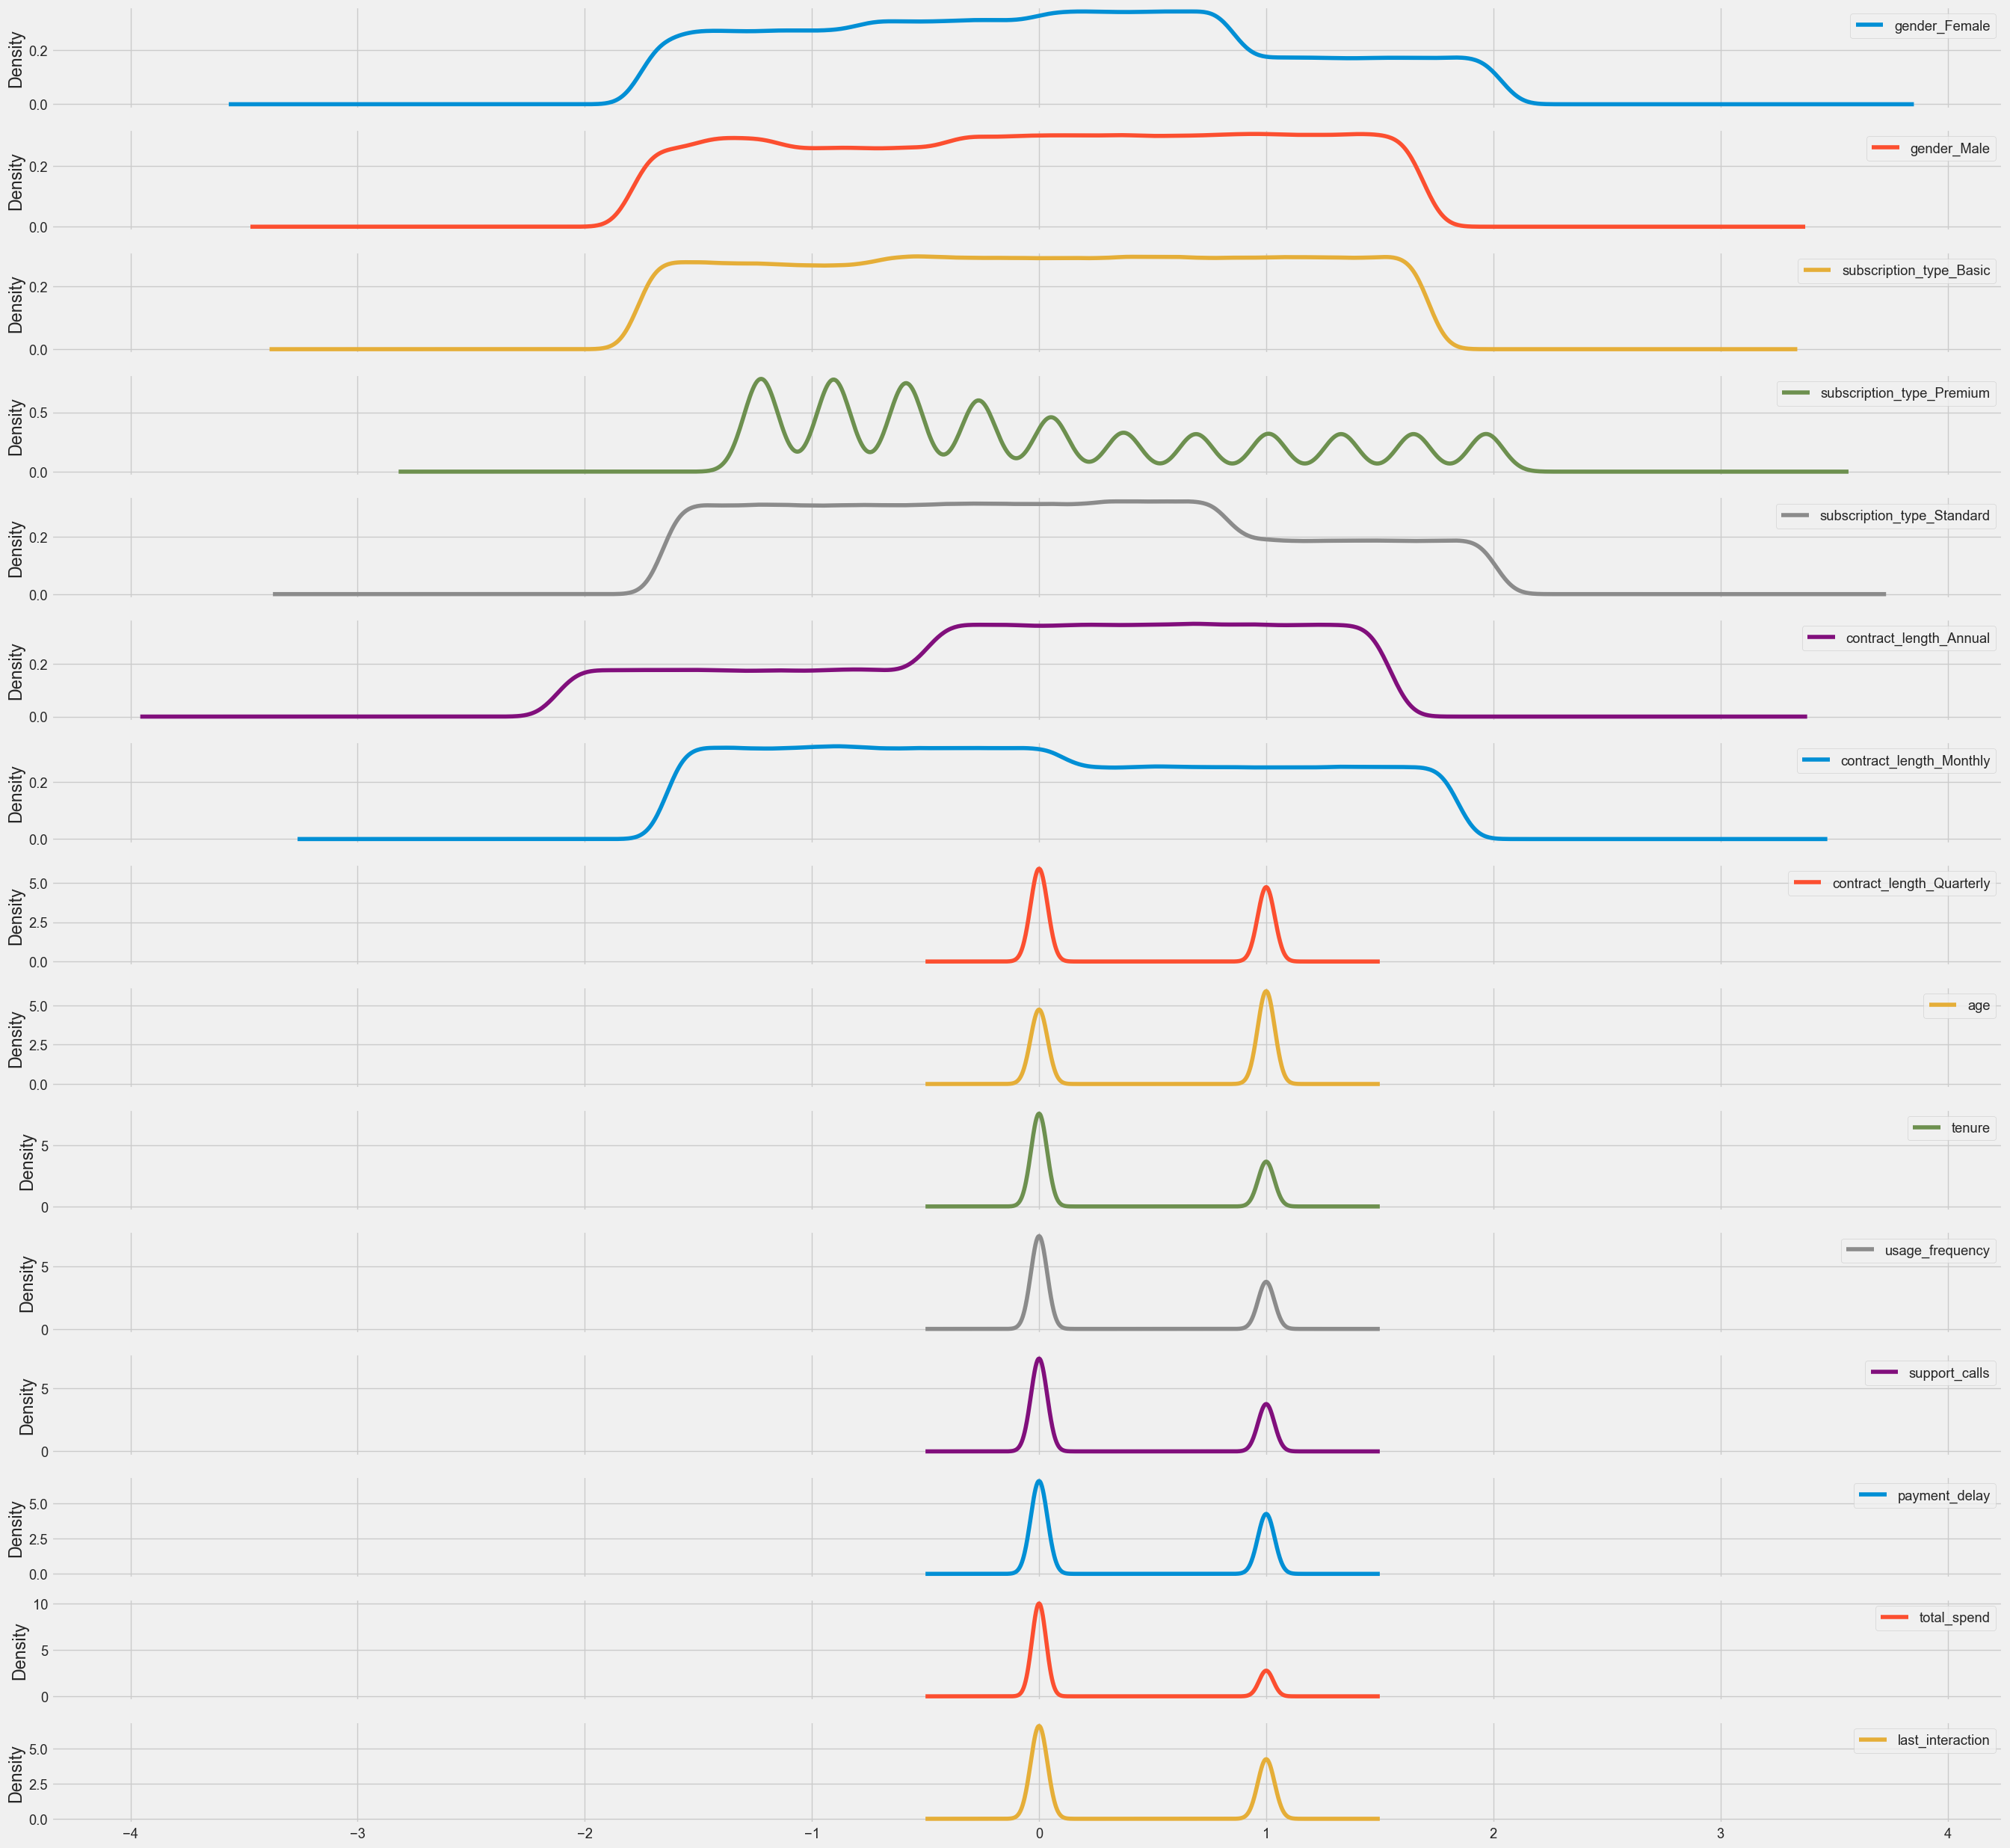 Density
0.2
0.0
gender_Female
Density
0.2
0.0
gender_Male
Density
0.2
0.0
subscription_type_Basic
Density
0.5
0.0
subscription_type_Premium
Density
0.2
0.0
subscription_type_Standard
Density
0.2
0.0
contract_length_Annual
Density
0.2
0.0
contract_length_Monthly
Density
5.0
2.5
0.0
contract_length_Quarterly
Density
5.0
2.5
0.0
age
Density
5
0
tenure
Density
5
0
usage_frequency
Density
5
0
support_calls
Density
5.0
2.5
0.0
payment_delay
Density
10
5
0
total_spend
Density
5.0
2.5
0.0
last_interaction
−4 −3 −2 −1 0 1 2 3 4